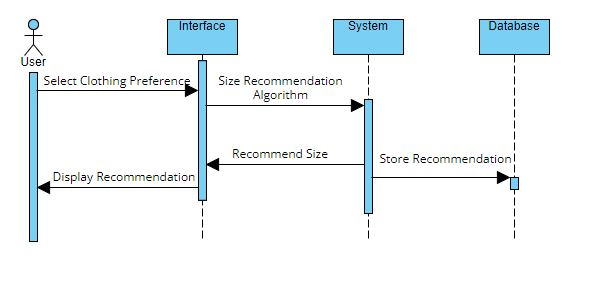 Interface
System
Database
User
Select Clothing Preference
Size Recommendation
Algorithm
Recommend Size
Store Recommendation
Display Recommendation